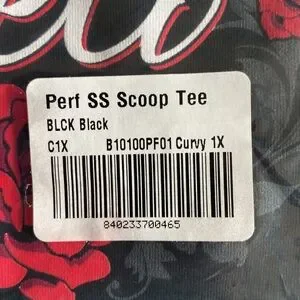 Perf SS Scoop Tee
BLCK Black
C1X B10100PF01 Curvy 1X
840233700465